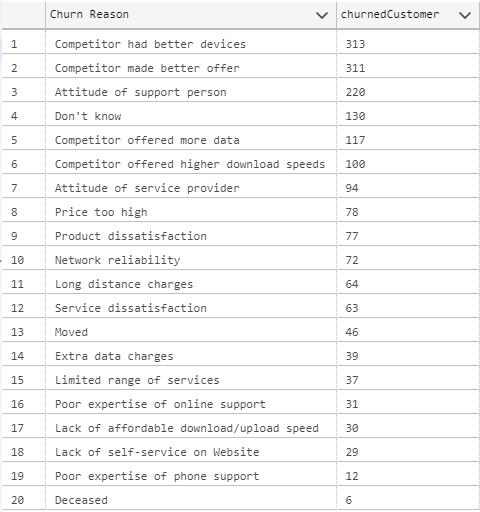 Churn Reason churnedCustomer
1 Competitor had better devices 313
2 Competitor made better offer 311
3 Attitude of support person 220
4 Don't know 130
5 Competitor offered more data 117
6 Competitor offered higher download speeds 100
7 Attitude of service provider 94
8 Price too high 78
9 Product dissatisfaction 77
10 Network reliability 72
11 Long distance charges 64
12 Service dissatisfaction 63
13 Moved 46
14 Extra data charges 39
15 Limited range of services 37
16 Poor expertise of online support 31
17 Lack of affordable download/upload speed 30
18 Lack of self-service on Website 29
19 Poor expertise of phone support 12
20 Deceased 6